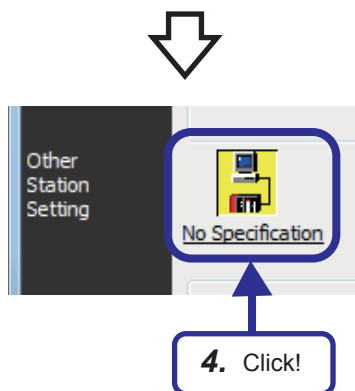 Other
Station
Setting
No Specification
4. Click!